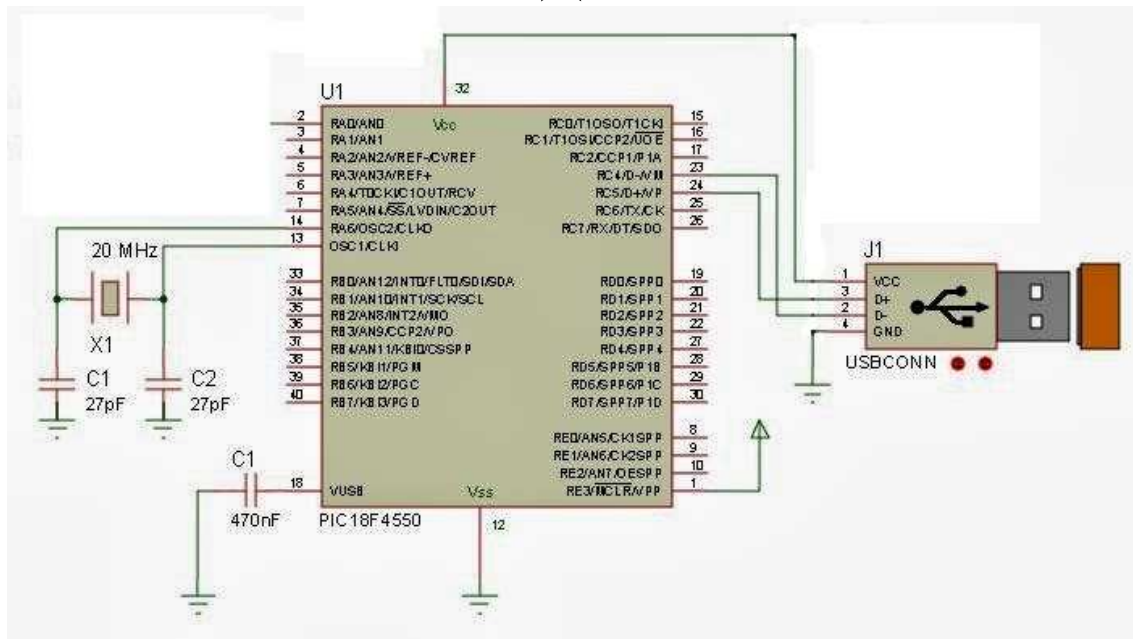 U1
32
Vcc
2 RA0/AN0
3 RA1/AN1
4 RA2/AN2/VREF-/CVREF
5 RA3/AN3/VREF+
6 RA4/T0CKI/C1OUT/RCV
7 RA5/AN4/SS/LVDIN/C2OUT
14 RA6/OSC2/CLKO
13 OSC1/CLKI
33 RB0/AN12/INT0/FLT0/SDI/SDA
34 RB1/AN10/INT1/SCK/SCL
35 RB2/AN8/INT2/VMO
36 RB3/AN9/CCP2/VPO
37 RB4/AN11/KBI0/CSSPP
38 RB5/KBI1/PGM
39 RB6/KBI2/PGC
40 RB7/KBI3/PGD
18 VUSB
RC0/T1OSO/T1CKI 15
RC1/T1OSI/CCP2/UOE 16
RC2/CCP1/P1A 17
RC4/D-/VM 23
RC5/D+/VP 24
RC6/TX/CK 25
RC7/RX/DT/SDO 26
RD0/SPP0 19
RD1/SPP1 20
RD2/SPP2 21
RD3/SPP3 22
RD4/SPP4 27
RD5/SPP5/P1B 28
RD6/SPP6/P1C 29
RD7/SPP7/P1D 30
RE0/AN5/CK1SPP 8
RE1/AN6/CK2SPP 9
RE2/AN7/OESPP 10
RE3/MCLR/VPP 1
Vss
12
PIC18F4550
20 MHz
X1
C1
27pF
C2
27pF
C1
470nF
J1
1 VCC
3 D+
2 D-
4 GND
USBCONN